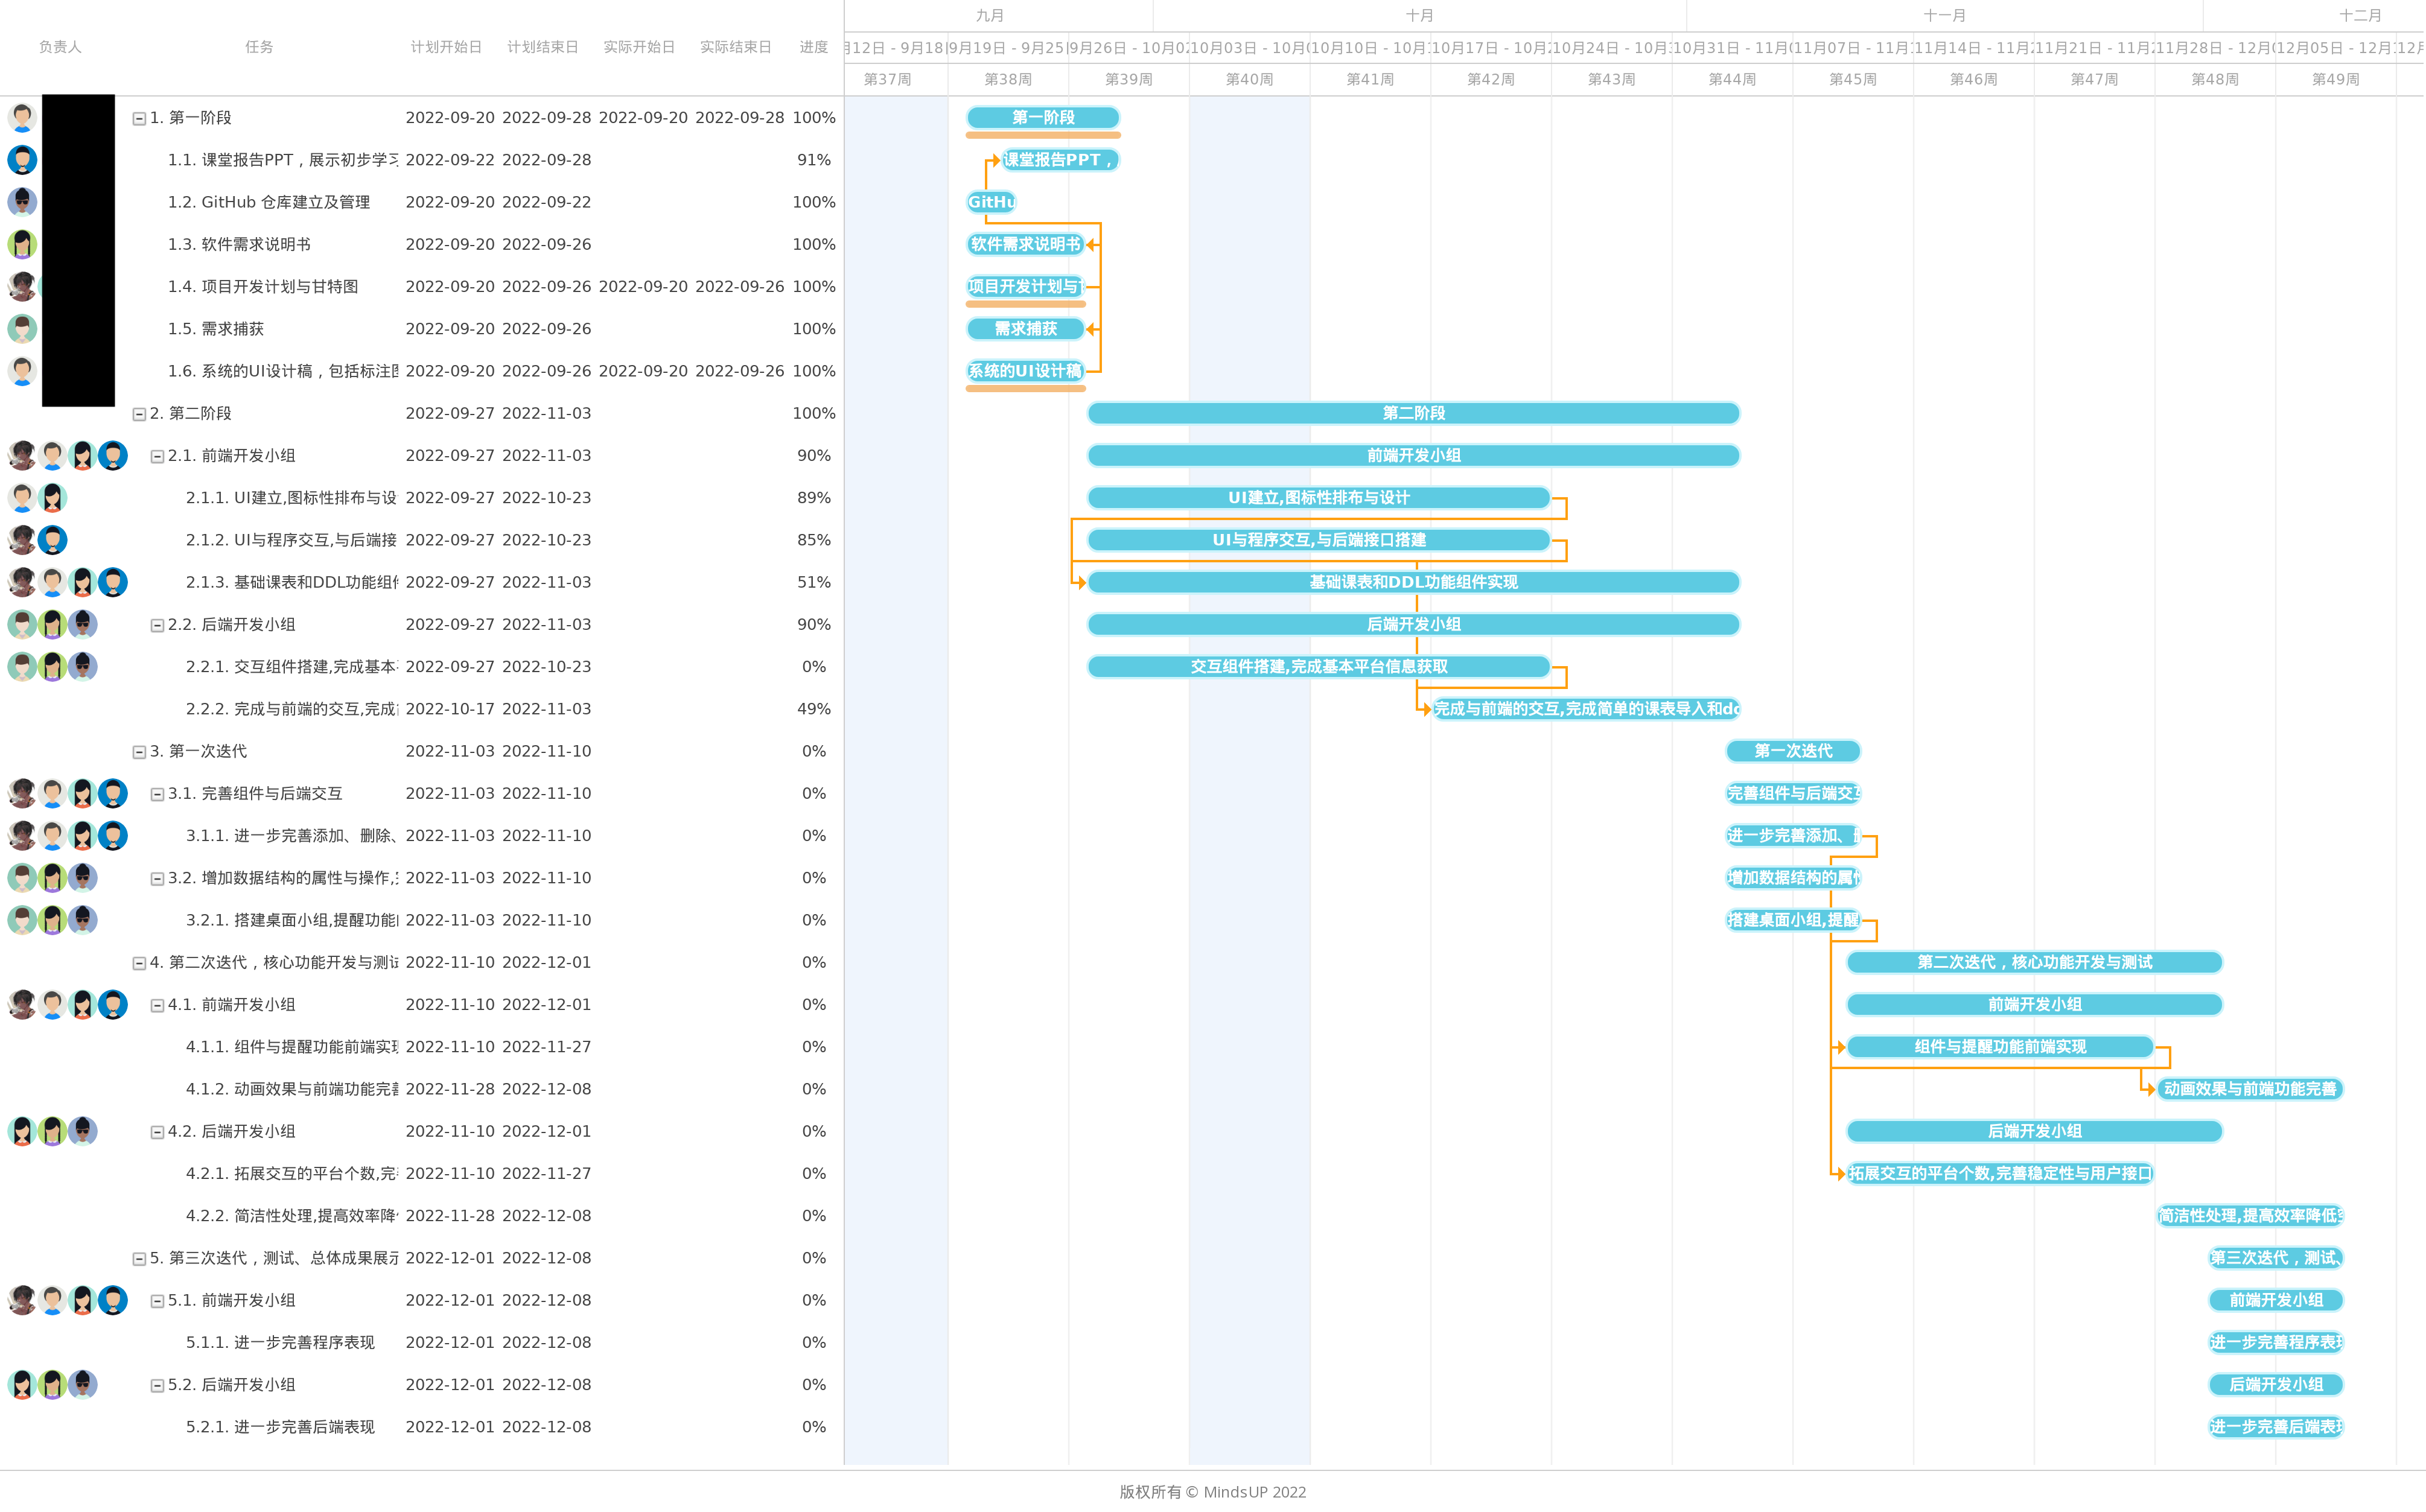 九月 十月 十一月 十二月
负责人 任务 计划开始日 计划结束日 实际开始日 实际结束日 进度
月12日 - 9月18 9月19日 - 9月25 9月26日 - 10月0 10月03日 - 10月 10月10日 - 10月 10月17日 - 10月2 10月24日 - 10月 10月31日 - 11月0 11月07日 - 11月1 11月14日 - 11月2 11月21日 - 11月2 11月28日 - 12月0 12月05日 - 12月1 12月
第37周 第38周 第39周 第40周 第41周 第42周 第43周 第44周 第45周 第46周 第47周 第48周 第49周
1. 第一阶段 2022-09-20 2022-09-28 2022-09-20 2022-09-28 100% 第一阶段
1.1. 课堂报告PPT，展示初步学习 2022-09-22 2022-09-28 91% 课堂报告PPT，
1.2. GitHub 仓库建立及管理 2022-09-20 2022-09-22 100% GitHu
1.3. 软件需求说明书 2022-09-20 2022-09-26 100% 软件需求说明书
1.4. 项目开发计划与甘特图 2022-09-20 2022-09-26 2022-09-20 2022-09-26 100% 项目开发计划与
1.5. 需求捕获 2022-09-20 2022-09-26 100% 需求捕获
1.6. 系统的UI设计稿，包括标注图 2022-09-20 2022-09-26 2022-09-20 2022-09-26 100% 系统的UI设计稿
2. 第二阶段 2022-09-27 2022-11-03 100% 第二阶段
2.1. 前端开发小组 2022-09-27 2022-11-03 90% 前端开发小组
2.1.1. UI建立,图标性排布与设 2022-09-27 2022-10-23 89% UI建立,图标性排布与设计
2.1.2. UI与程序交互,与后端接 2022-09-27 2022-10-23 85% UI与程序交互,与后端接口搭建
2.1.3. 基础课表和DDL功能组件 2022-09-27 2022-11-03 51% 基础课表和DDL功能组件实现
2.2. 后端开发小组 2022-09-27 2022-11-03 90% 后端开发小组
2.2.1. 交互组件搭建,完成基本 2022-09-27 2022-10-23 0% 交互组件搭建,完成基本平台信息获取
2.2.2. 完成与前端的交互,完成 2022-10-17 2022-11-03 49% 完成与前端的交互,完成简单的课表导入和dd
3. 第一次迭代 2022-11-03 2022-11-10 0% 第一次迭代
3.1. 完善组件与后端交互 2022-11-03 2022-11-10 0% 完善组件与后端交互
3.1.1. 进一步完善添加、删除、 2022-11-03 2022-11-10 0% 进一步完善添加、
3.2. 增加数据结构的属性与操作, 2022-11-03 2022-11-10 0% 增加数据结构的属性
3.2.1. 搭建桌面小组,提醒功能 2022-11-03 2022-11-10 0% 搭建桌面小组,提醒
4. 第二次迭代，核心功能开发与测试 2022-11-10 2022-12-01 0% 第二次迭代，核心功能开发与测试
4.1. 前端开发小组 2022-11-10 2022-12-01 0% 前端开发小组
4.1.1. 组件与提醒功能前端实现 2022-11-10 2022-11-27 0% 组件与提醒功能前端实现
4.1.2. 动画效果与前端功能完善 2022-11-28 2022-12-08 0% 动画效果与前端功能完善
4.2. 后端开发小组 2022-11-10 2022-12-01 0% 后端开发小组
4.2.1. 拓展交互的平台个数,完 2022-11-10 2022-11-27 0% 拓展交互的平台个数,完善稳定性与用户接口
4.2.2. 简洁性处理,提高效率降 2022-11-28 2022-12-08 0% 简洁性处理,提高效率降低
5. 第三次迭代，测试、总体成果展示 2022-12-01 2022-12-08 0% 第三次迭代，测试、
5.1. 前端开发小组 2022-12-01 2022-12-08 0% 前端开发小组
5.1.1. 进一步完善程序表现 2022-12-01 2022-12-08 0% 进一步完善程序表现
5.2. 后端开发小组 2022-12-01 2022-12-08 0% 后端开发小组
5.2.1. 进一步完善后端表现 2022-12-01 2022-12-08 0% 进一步完善后端表现
版权所有 © MindsUP 2022